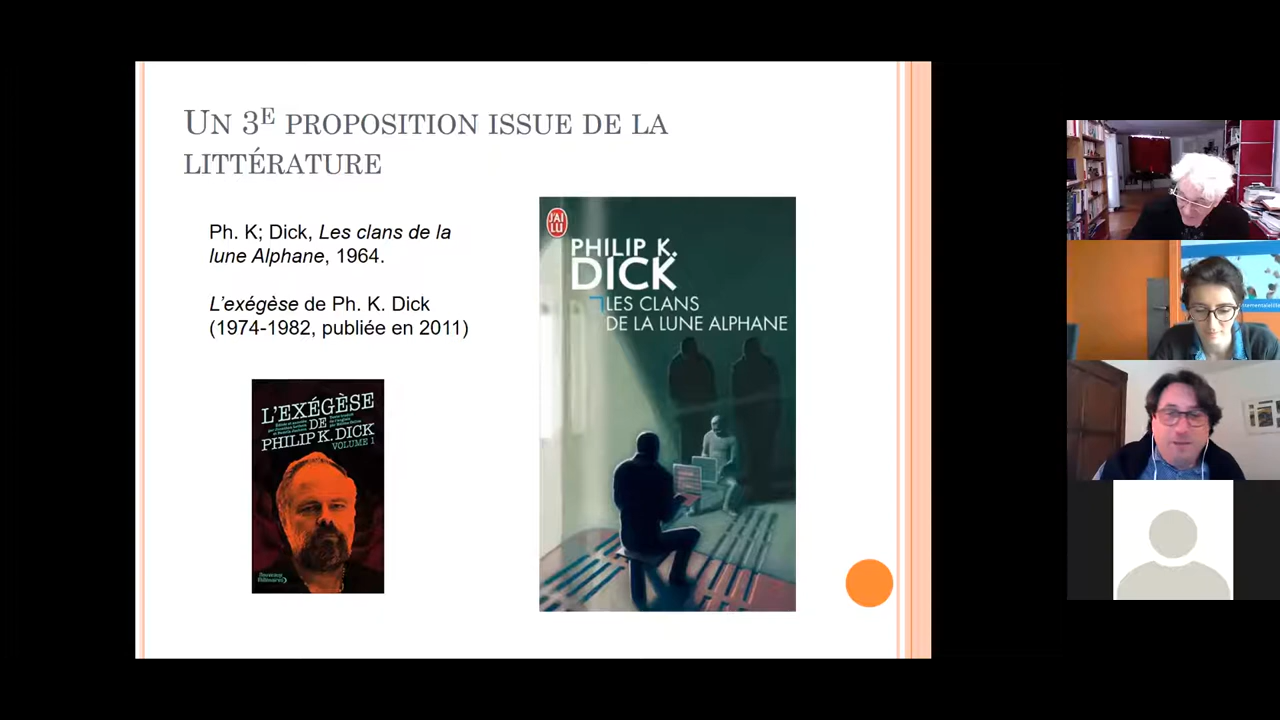 UN 3E PROPOSITION ISSUE DE LA
LITTÉRATURE
Ph. K; Dick, Les clans de la
lune Alphane, 1964.
L'exégèse de Ph. K. Dick
(1974-1982, publiée en 2011)
L'EXÉGÈSE
DE
PHILIP K. DICK
VOLUME 1
J'AI
LU
PHILIP K.
DICK
LES CLANS
DE LA LUNE ALPHANE